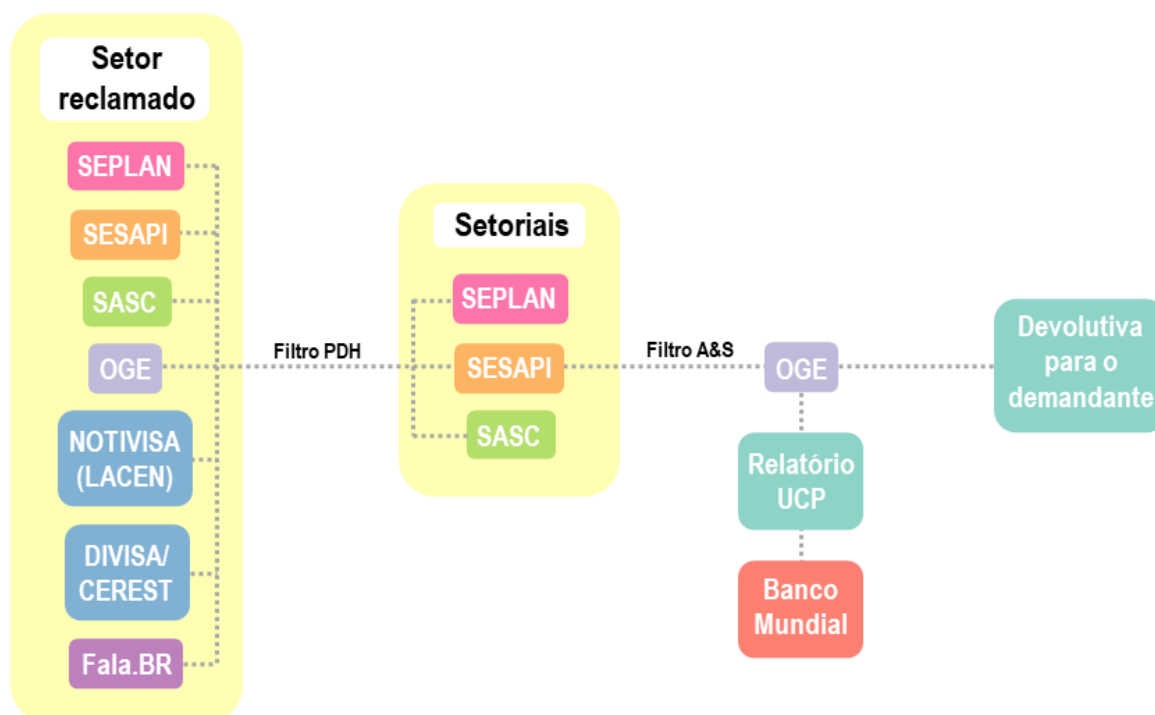 Setor
reclamado
SEPLAN
SESAPI
SASC
OGE
NOTIVISA
(LACEN)
DIVISA/
CEREST
Fala.BR
Filtro PDH
Setoriais
SEPLAN
SESAPI
SASC
Filtro A&S
OGE
Relatório
UCP
Banco
Mundial
Devolutiva
para o
demandante